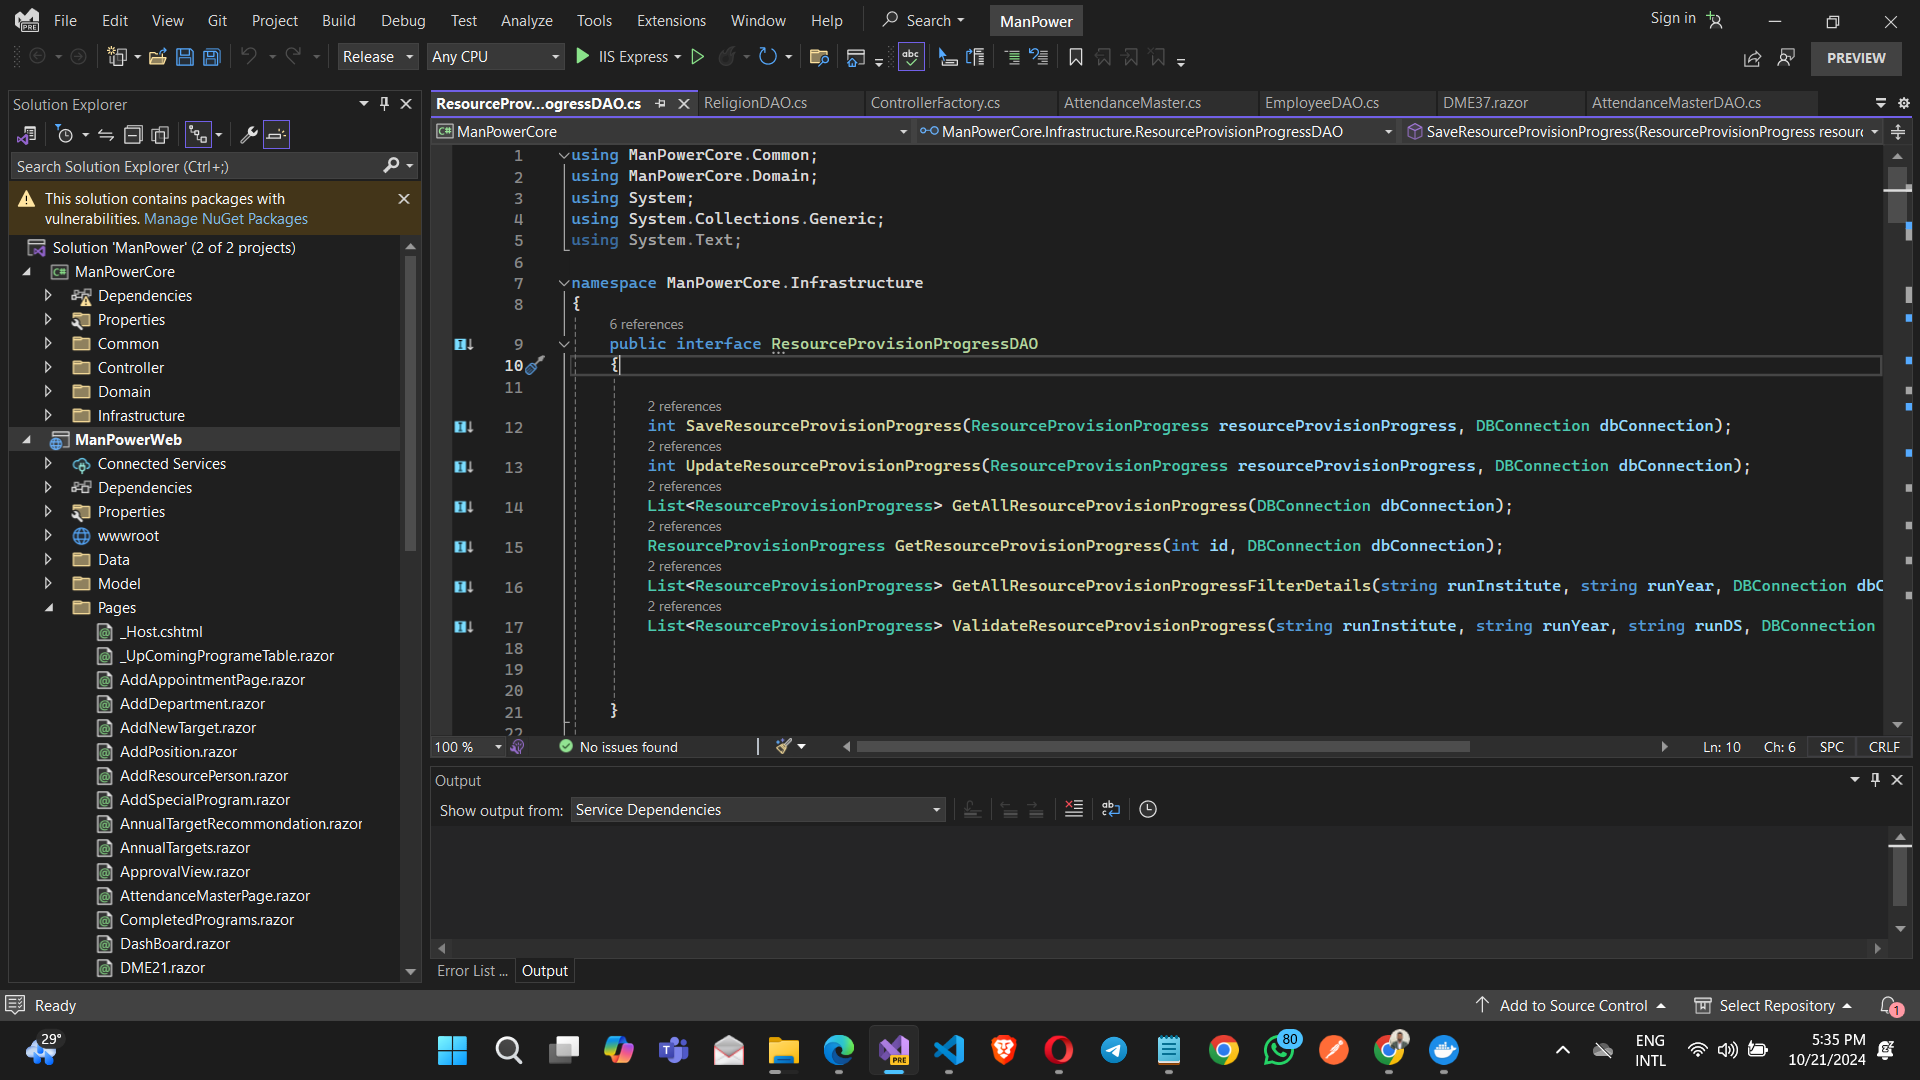 File Edit View Git Project Build Debug Test Analyze Tools Extensions Window Help Search ManPower Sign in
Release Any CPU IIS Express PREVIEW
Solution Explorer
Search Solution Explorer (Ctrl+;)
This solution contains packages with
vulnerabilities. Manage NuGet Packages
Solution 'ManPower' (2 of 2 projects)
ManPowerCore
Dependencies
Properties
Common
Controller
Domain
Infrastructure
ManPowerWeb
Connected Services
Dependencies
Properties
wwwroot
Data
Model
Pages
_Host.cshtml
_UpComingProgrameTable.razor
AddAppointmentPage.razor
AddDepartment.razor
AddNewTarget.razor
AddPosition.razor
AddResourcePerson.razor
AddSpecialProgram.razor
AnnualTargetRecommondation.razor
AnnualTargets.razor
ApprovalView.razor
AttendanceMasterPage.razor
CompletedPrograms.razor
DashBoard.razor
DME21.razor
ResourceProv...ogressDAO.cs ReligionDAO.cs ControllerFactory.cs AttendanceMaster.cs EmployeeDAO.cs DME37.razor AttendanceMasterDAO.cs
ManPowerCore ManPowerCore.Infrastructure.ResourceProvisionProgressDAO SaveResourceProvisionProgress(ResourceProvisionProgress resourc
1 using ManPowerCore.Common;
2 using ManPowerCore.Domain;
3 using System;
4 using System.Collections.Generic;
5 using System.Text;
6
7 namespace ManPowerCore.Infrastructure
8 {
6 references
9 public interface ResourceProvisionProgressDAO
10 {
11
2 references
12 int SaveResourceProvisionProgress(ResourceProvisionProgress resourceProvisionProgress, DBConnection dbConnection);
2 references
13 int UpdateResourceProvisionProgress(ResourceProvisionProgress resourceProvisionProgress, DBConnection dbConnection);
2 references
14 List<ResourceProvisionProgress> GetAllResourceProvisionProgress(DBConnection dbConnection);
2 references
15 ResourceProvisionProgress GetResourceProvisionProgress(int id, DBConnection dbConnection);
2 references
16 List<ResourceProvisionProgress> GetAllResourceProvisionProgressFilterDetails(string runInstitute, string runYear, DBConnection dbC
2 references
17 List<ResourceProvisionProgress> ValidateResourceProvisionProgress(string runInstitute, string runYear, string runDS, DBConnection
18
19
20
21 }
22
100 % No issues found Ln: 10 Ch: 6 SPC CRLF
Output
Show output from: Service Dependencies
Error List ... Output
Ready Add to Source Control Select Repository 1
29° 80 ENG
INTL
5:35 PM
10/21/2024